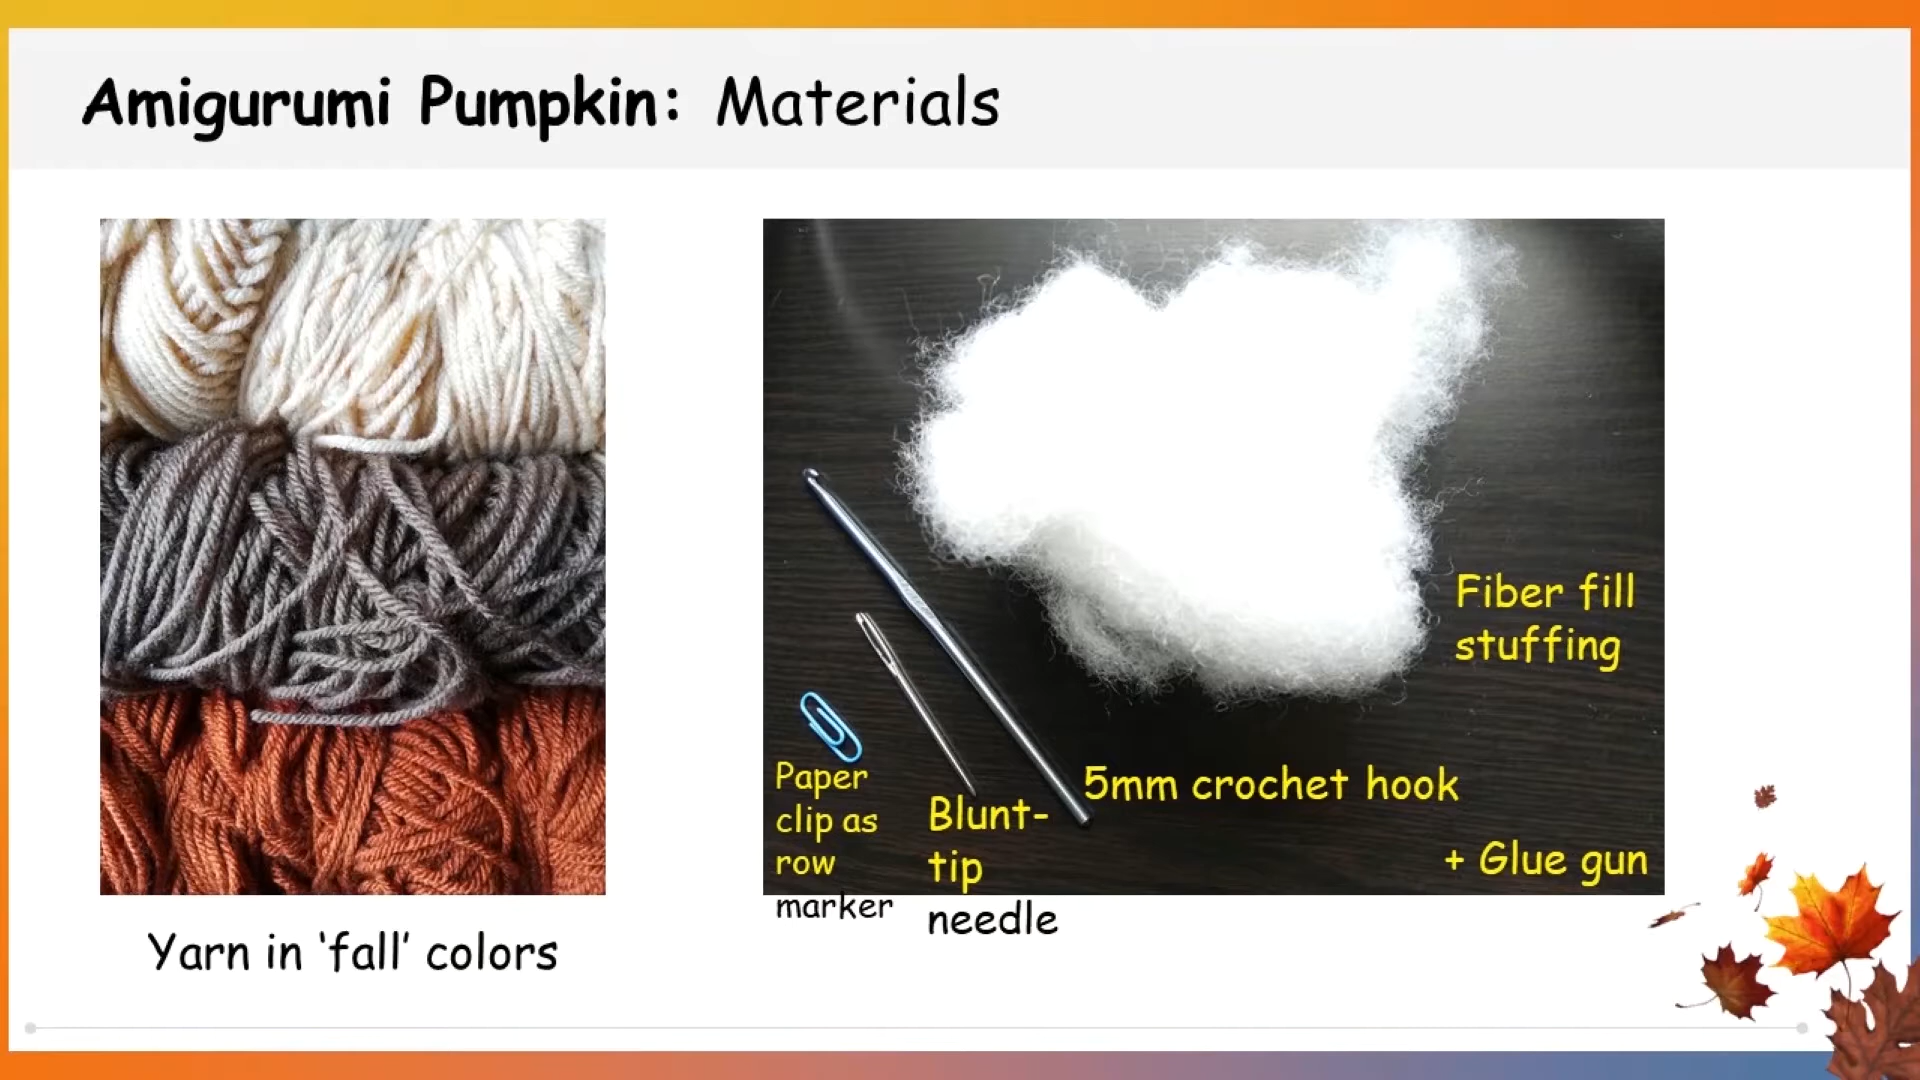 Amigurumi Pumpkin: Materials
Yarn in ‘fall’ colors
Fiber fill
stuffing
5mm crochet hook
+ Glue gun
Blunt-
tip
needle
Paper
clip as
row
marker